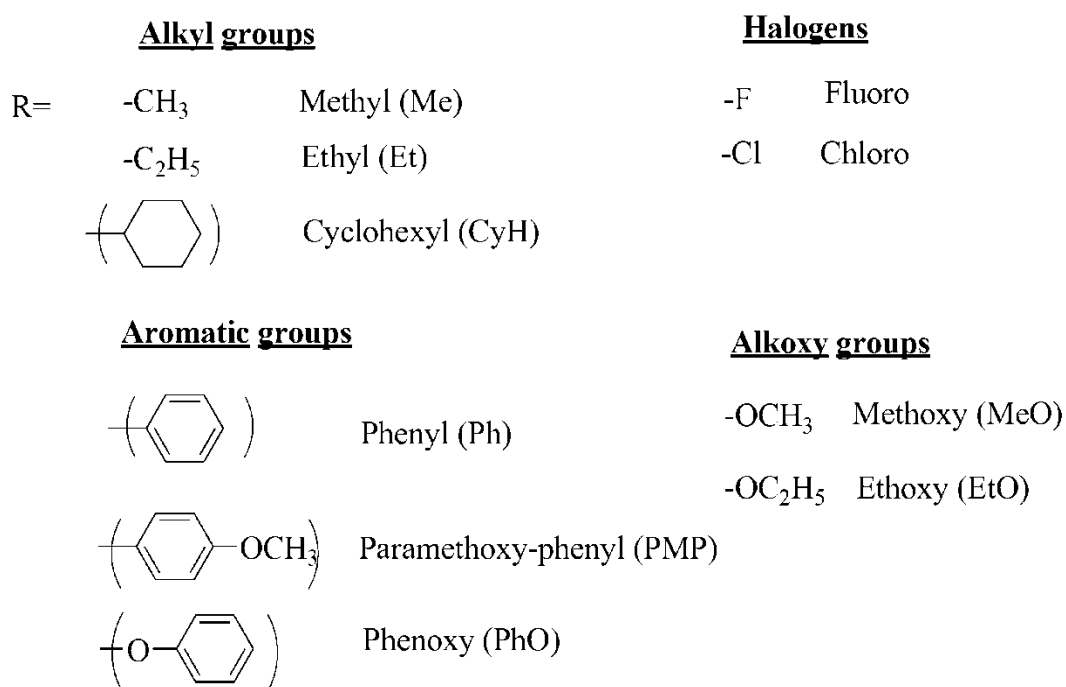 Alkyl groups
R=
-CH₃ Methyl (Me)
-C₂H₅ Ethyl (Et)
Cyclohexyl (CyH)
Halogens
-F Fluoro
-Cl Chloro
Aromatic groups
Phenyl (Ph)
-OCH₃ Paramethoxy-phenyl (PMP)
-O- Phenoxy (PhO)
Alkoxy groups
-OCH₃ Methoxy (MeO)
-OC₂H₅ Ethoxy (EtO)